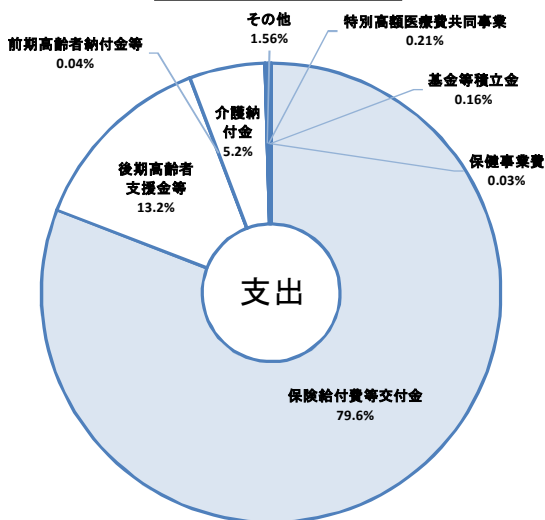 その他
1.56%
特別高額医療費共同事業
0.21%
前期高齢者納付金等
0.04%
基金等積立金
0.16%
介護納
付金
5.2%
保健事業費
0.03%
後期高齢者
支援金等
13.2%
支出
保険給付費等交付金
79.6%